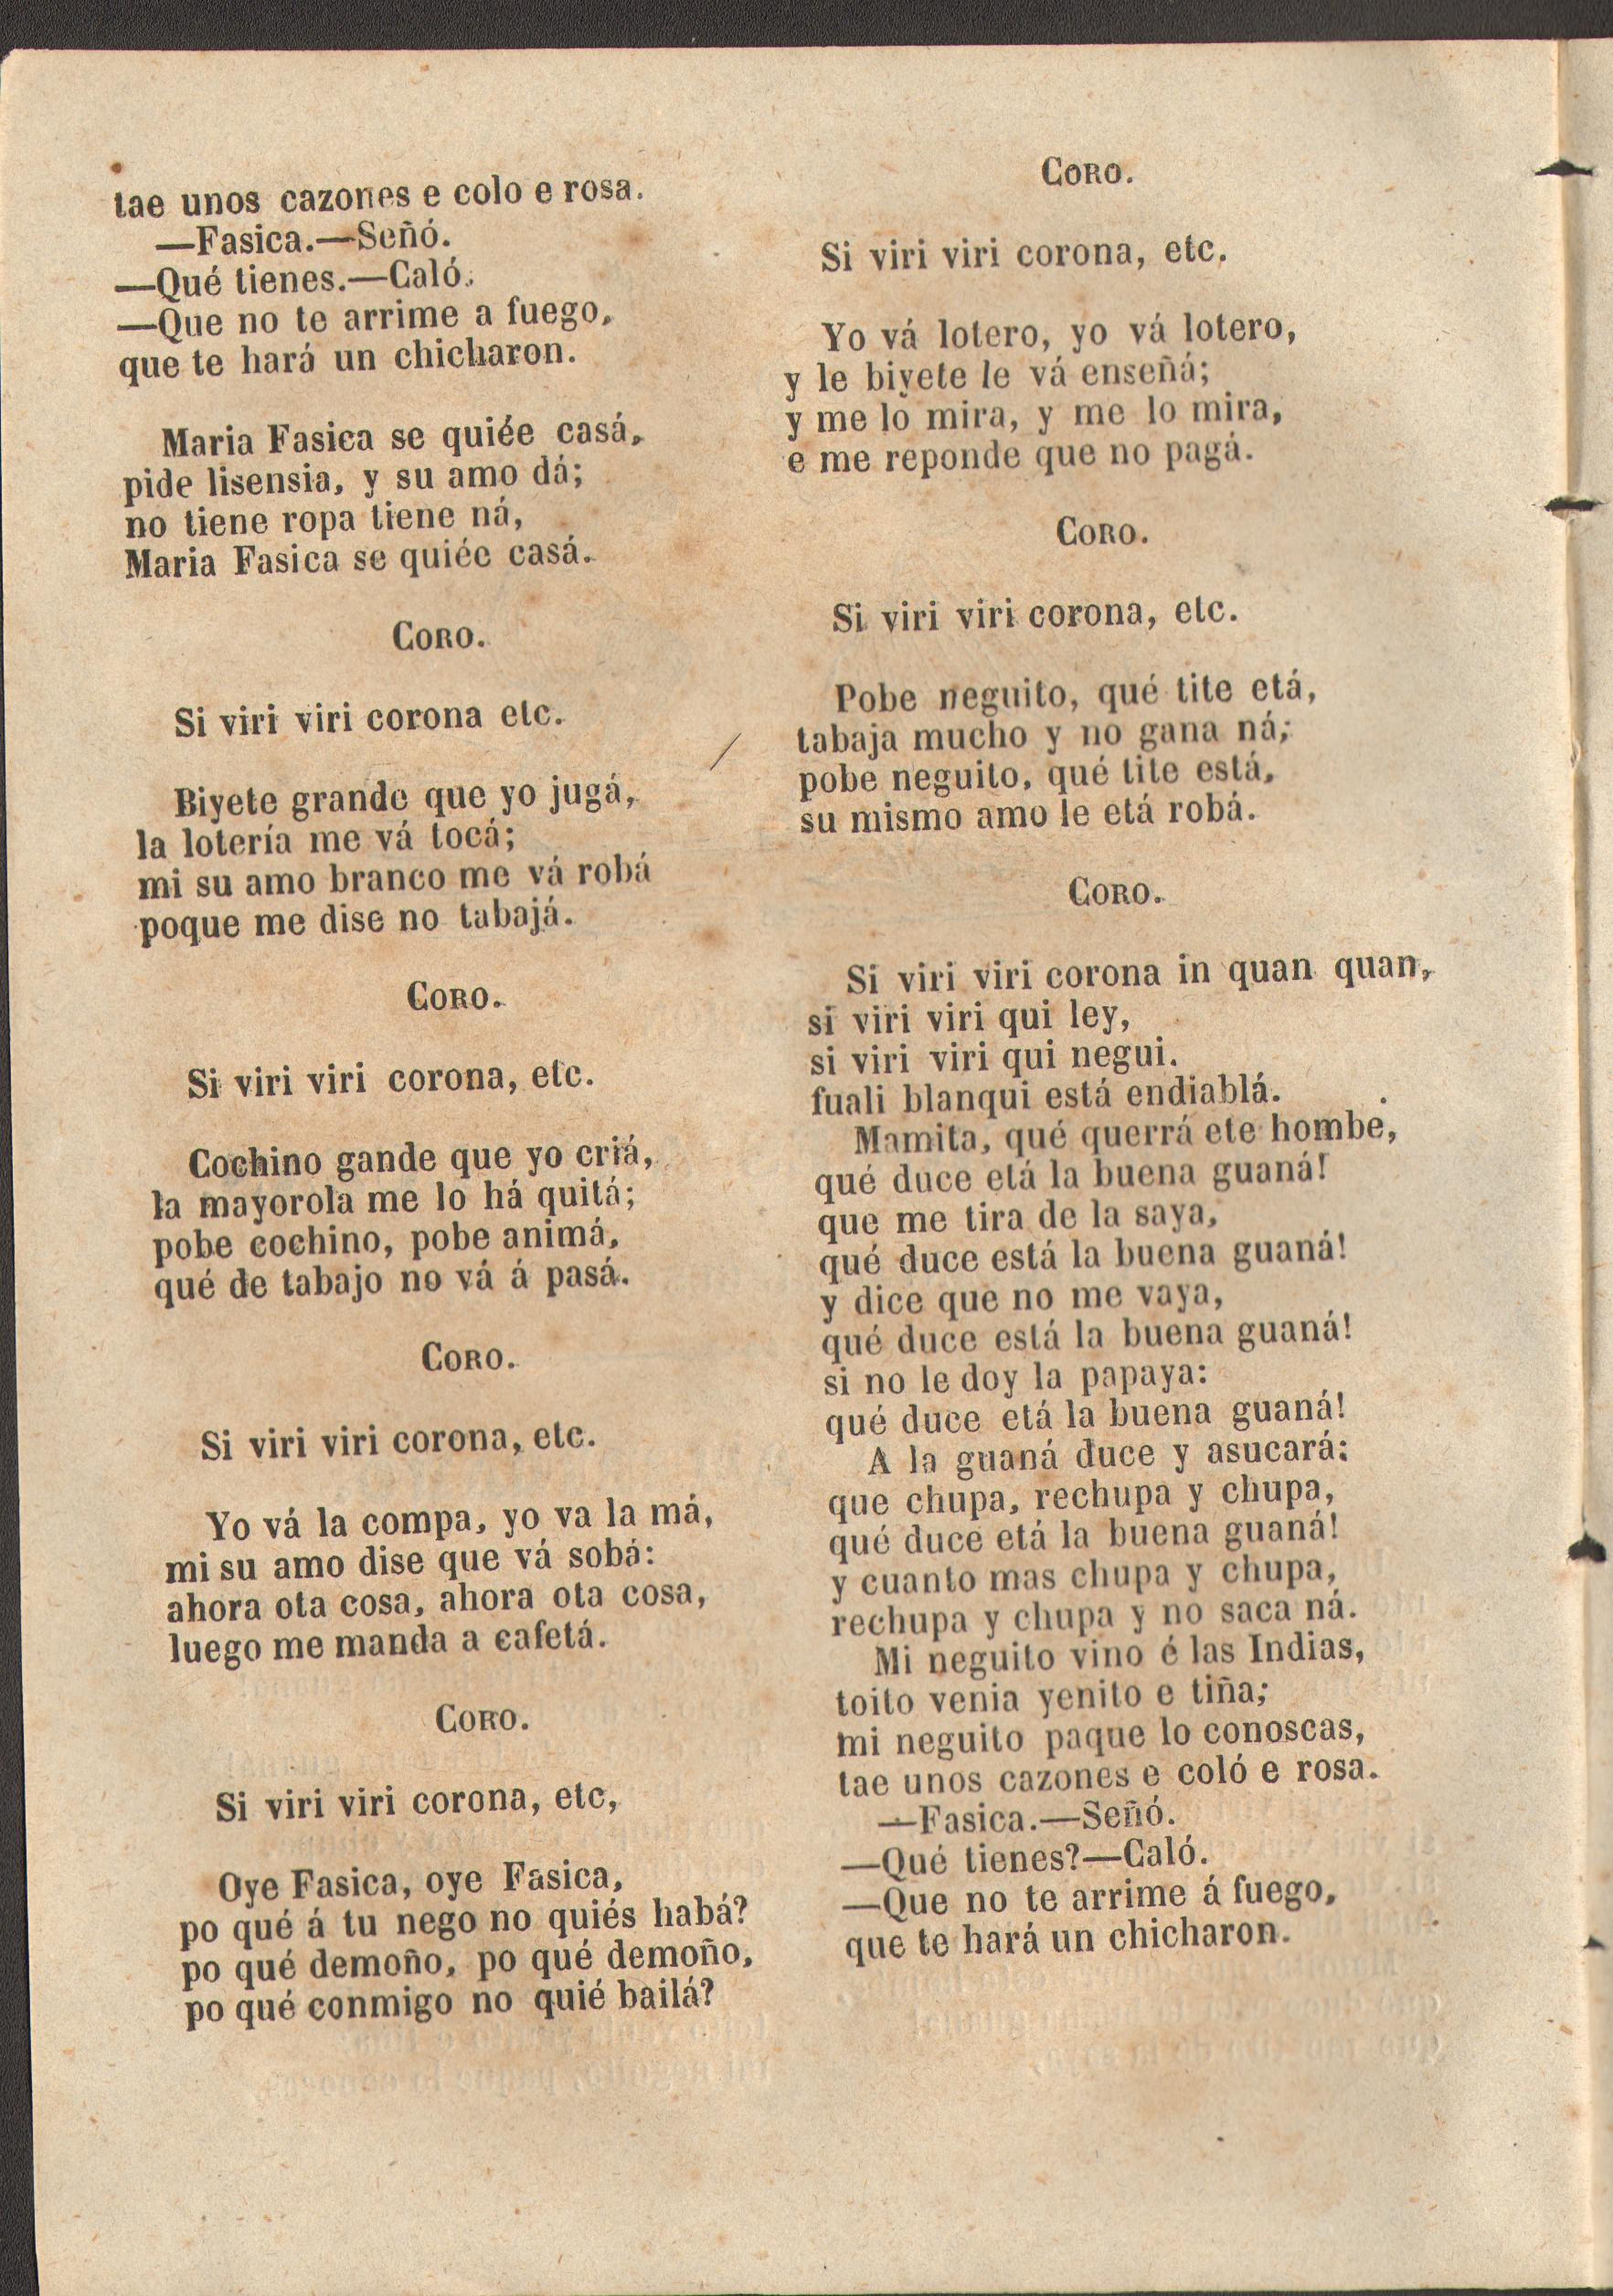 tae unos cazones e colo e rosa.
—Fasica.—Señó.
—Qué tienes.—Caló.
—Que no te arrime a fuego,
que te hará un chicharon.
Maria Fasica se quiée casá,
pide lisensia, y su amo dá;
no tiene ropa tiene ná,
Maria Fasica se quiée casá.
CORO.
Si viri viri corona etc.
Biyete grande que yo jugá,
la lotería me vá tocá;
mi su amo branco me vá robá
poque me dise no tabajá.
CORO.
Si viri viri corona, etc.
Cochino gande que yo criá,
la mayorola me lo há quitá;
pobe cochino, pobe animá,
qué de tabajo no vá á pasá.
CORO.
Si viri viri corona, etc.
Yo vá la compa, yo va la má,
mi su amo dise que vá sobá:
ahora ota cosa, ahora ota cosa,
luego me manda a cafetá.
CORO.
Si viri viri corona, etc,
Oye Fasica, oye Fasica,
po qué á tu nego no quiés habá?
po qué demoño, po qué demoño,
po qué conmigo no quié bailá?
CORO.
Si viri viri corona, etc.
Yo vá lotero, yo vá lotero,
y le biyete le vá enseñá;
y me lo mira, y me lo mira,
e me reponde que no pagá.
CORO.
Si viri viri corona, etc.
Pobe neguito, qué tite etá,
tabaja mucho y no gana ná;
pobe neguito, qué tite está,
su mismo amo le etá robá.
CORO.
Si viri viri corona in quan quan,
si viri viri qui ley,
si viri viri qui negui.
fuali blanqui está endiablá.
Mamita, qué querrá ete hombe,
qué duce etá la buena guaná!
que me tira de la saya,
qué duce está la buena guaná!
y dice que no me vaya,
qué duce está la buena guaná!
si no le doy la papaya:
qué duce etá la buena guaná!
A la guaná duce y asucará:
que chupa, rechupa y chupa,
qué duce etá la buena guaná!
y cuanto mas chupa y chupa,
rechupa y chupa y no saca ná.
Mi neguito vino é las Indias,
toito venia yenito e tiña;
mi neguito paque lo conoscas,
tae unos cazones e coló e rosa.
—Fasica.—Señó.
—Qué tienes?—Caló.
—Que no te arrime á fuego,
que te hará un chicharon.